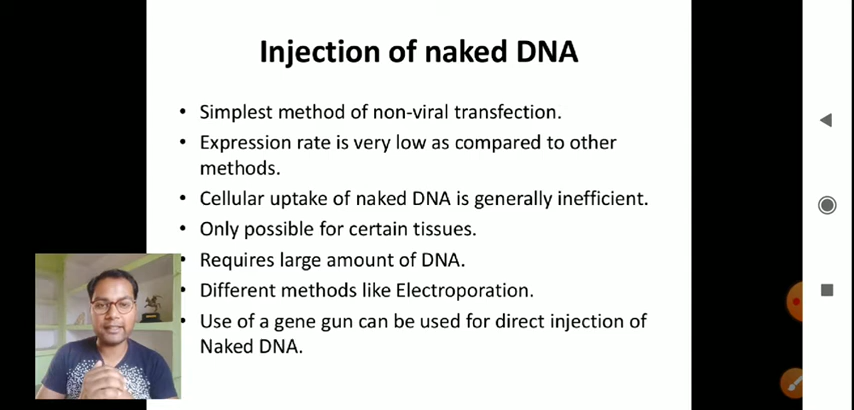 Injection of naked DNA
• Simplest method of non-viral transfection.
• Expression rate is very low as compared to other
methods.
• Cellular uptake of naked DNA is generally inefficient.
• Only possible for certain tissues.
• Requires large amount of DNA.
• Different methods like Electroporation.
• Use of a gene gun can be used for direct injection of
Naked DNA.